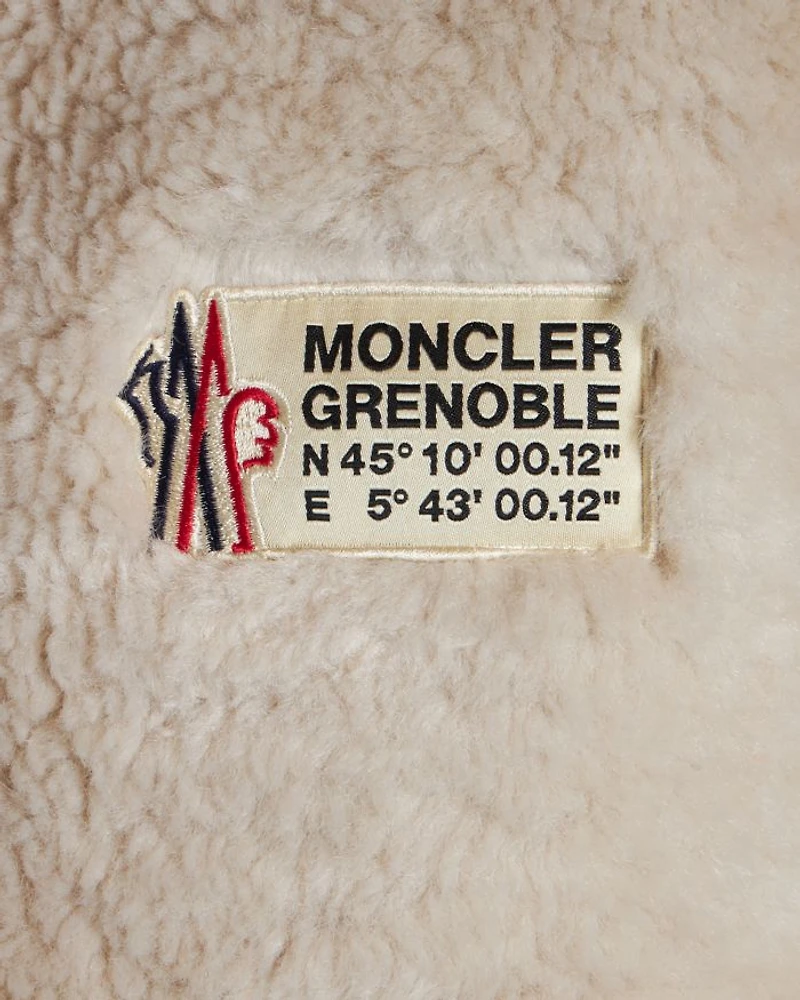 MONCLER
GRENOBLE
N 45° 10' 00.12"
E 5° 43' 00.12"